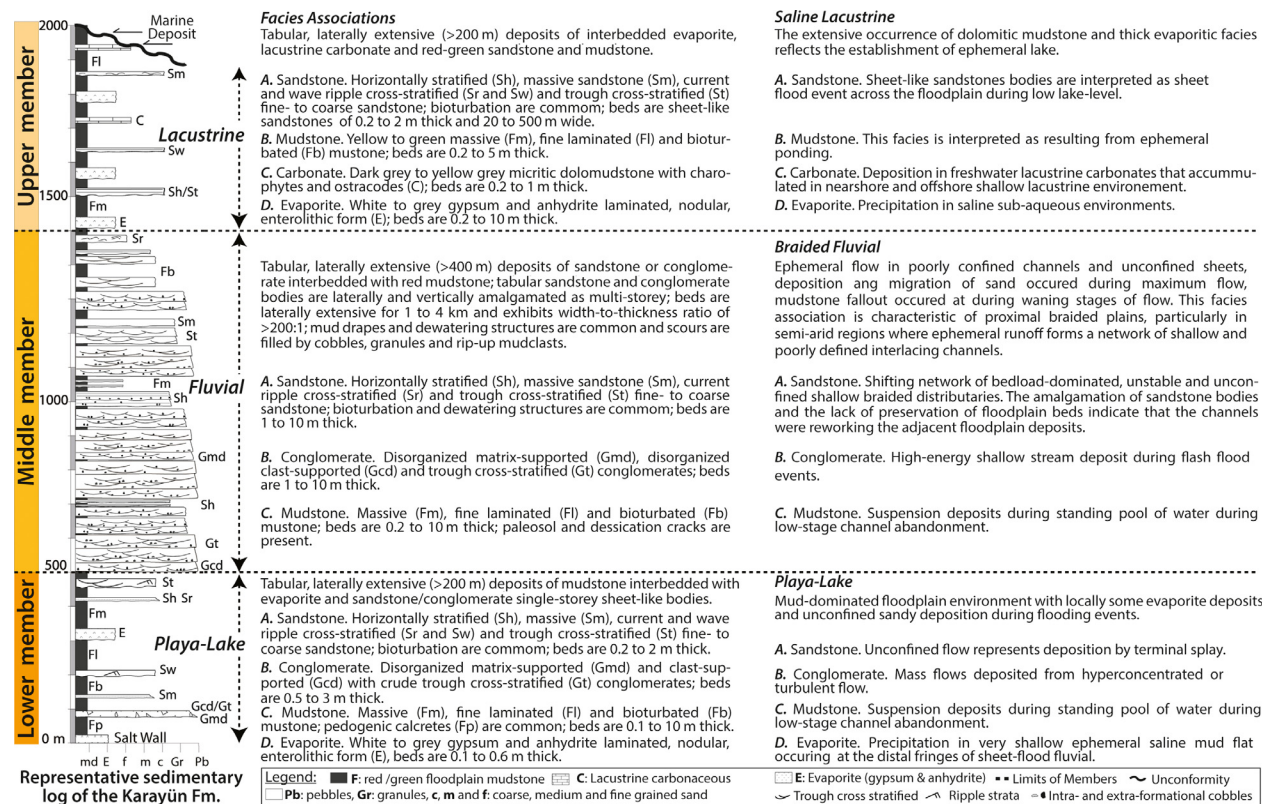 2000
Marine
Deposit
Fl
Sm
C
Lacustrine
Sw
Sh/St
1500
Fm
E
Upper member
Sr
Fb
Sm
St
Fm
Fluvial
1000
Sh
Gmd
Sh
Gt
500
Gcd
Middle member
St
Sh Sr
Fm
E
Playa-Lake
Fl
Sw
Fb
Sm
Gcd/Gt
Gmd
Fp
0 m
Salt Wall
Lower member
md E f m c Gr Pb
Representative sedimentary
log of the Karayün Fm.
Facies Associations
Tabular, laterally extensive (>200 m) deposits of interbedded evaporite,
lacustrine carbonate and red-green sandstone and mudstone.
A. Sandstone. Horizontally stratified (Sh), massive sandstone (Sm), current
and wave ripple cross-stratified (Sr and Sw) and trough cross-stratified (St)
fine- to coarse sandstone; bioturbation are commom; beds are sheet-like
sandstones of 0.2 to 2 m thick and 20 to 500 m wide.
B. Mudstone. Yellow to green massive (Fm), fine laminated (Fl) and biotur-
bated (Fb) mustone; beds are 0.2 to 5 m thick.
C. Carbonate. Dark grey to yellow grey micritic dolomudstone with charo-
phytes and ostracodes (C); beds are 0.2 to 1 m thick.
D. Evaporite. White to grey gypsum and anhydrite laminated, nodular,
enterolithic form (E); beds are 0.2 to 10 m thick.
Saline Lacustrine
The extensive occurrence of dolomitic mudstone and thick evaporitic facies
reflects the establishment of ephemeral lake.
A. Sandstone. Sheet-like sandstones bodies are interpreted as sheet
flood event across the floodplain during low lake-level.
B. Mudstone. This facies is interpreted as resulting from ephemeral
ponding.
C. Carbonate. Deposition in freshwater lacustrine carbonates that accummu-
lated in nearshore and offshore shallow lacustrine environement.
D. Evaporite. Precipitation in saline sub-aqueous environments.
Tabular, laterally extensive (>400 m) deposits of sandstone or conglome-
rate interbedded with red mudstone; tabular sandstone and conglomerate
bodies are laterally and vertically amalgamated as multi-storey; beds are
laterally extensive for 1 to 4 km and exhibits width-to-thickness ratio of
>200:1; mud drapes and dewatering structures are common and scours are
filled by cobbles, granules and rip-up mudclasts.
A. Sandstone. Horizontally stratified (Sh), massive sandstone (Sm), current
ripple cross-stratified (Sr) and trough cross-stratified (St) fine- to coarse
sandstone; bioturbation and dewatering structures are commom; beds are
1 to 10 m thick.
B. Conglomerate. Disorganized matrix-supported (Gmd), disorganized
clast-supported (Gcd) and trough cross-stratified (Gt) conglomerates; beds
are 1 to 10 m thick.
C. Mudstone. Massive (Fm), fine laminated (Fl) and bioturbated (Fb)
mustone; beds are 0.2 to 10 m thick; paleosol and dessication cracks are
present.
Braided Fluvial
Ephemeral flow in poorly confined channels and unconfined sheets,
deposition ang migration of sand occured during maximum flow,
mudstone fallout occured at during waning stages of flow. This facies
association is characteristic of proximal braided plains, particularly in
semi-arid regions where ephemeral runoff forms a network of shallow and
poorly defined interlacing channels.
A. Sandstone. Shifting network of bedload-dominated, unstable and uncon-
fined shallow braided distributaries. The amalgamation of sandstone bodies
and the lack of preservation of floodplain beds indicate that the channels
were reworking the adjacent floodplain deposits.
B. Conglomerate. High-energy shallow stream deposit during flash flood
events.
C. Mudstone. Suspension deposits during standing pool of water during
low-stage channel abandonment.
Tabular, laterally extensive (>200 m) deposits of mudstone interbedded with
evaporite and sandstone/conglomerate single-storey sheet-like bodies.
A. Sandstone. Horizontally stratified (Sh), massive (Sm), current and wave
ripple cross-stratified (Sr and Sw) and trough cross-stratified (St) fine- to
coarse sandstone; bioturbation are commom; beds are 0.2 to 2 m thick.
B. Conglomerate. Disorganized matrix-supported (Gmd) and clast-sup-
ported (Gcd) with crude trough cross-stratified (Gt) conglomerates; beds
are 0.5 to 3 m thick.
C. Mudstone. Massive (Fm), fine laminated (Fl) and bioturbated (Fb)
mustone; pedogenic calcretes (Fp) are common; beds are 0.1 to 10 m thick.
D. Evaporite. White to grey gypsum and anhydrite laminated, nodular,
enterolithic form (E), beds are 0.1 to 0.6 m thick.
Playa-Lake
Mud-dominated floodplain environment with locally some evaporite deposits
and unconfined sandy deposition during flooding events.
A. Sandstone. Unconfined flow represents deposition by terminal splay.
B. Conglomerate. Mass flows deposited from hyperconcentrated or
turbulent flow.
C. Mudstone. Suspension deposits during standing pool of water during
low-stage channel abandonment.
D. Evaporite. Precipitation in very shallow ephemeral saline mud flat
occuring at the distal fringes of sheet-flood fluvial.
Legend: F: red /green floodplain mudstone C: Lacustrine carbonaceous
Pb: pebbles, Gr: granules, c, m and f: coarse, medium and fine grained sand
E: Evaporite (gypsum & anhydrite) Limits of Members Unconformity
Trough cross stratified Ripple strata Intra- and extra-formational cobbles